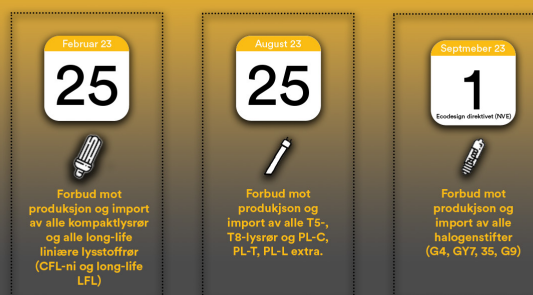 Februar 23
25
Forbud mot
produksjon og import
av alle kompaktlysrør
og alle long-life
liniære lysstoffrør
(CFL-ni og long-life
LFL)
August 23
25
Forbud mot
produkjson og
import av alle T5-,
T8-lysrør og PL-C,
PL-T, PL-L extra.
Septmeber 23
1
Ecodesign direktivet (NVE)
Forbud mot
produkjson og
import av alle
halogenstifter
(G4, GY7, 35, G9)